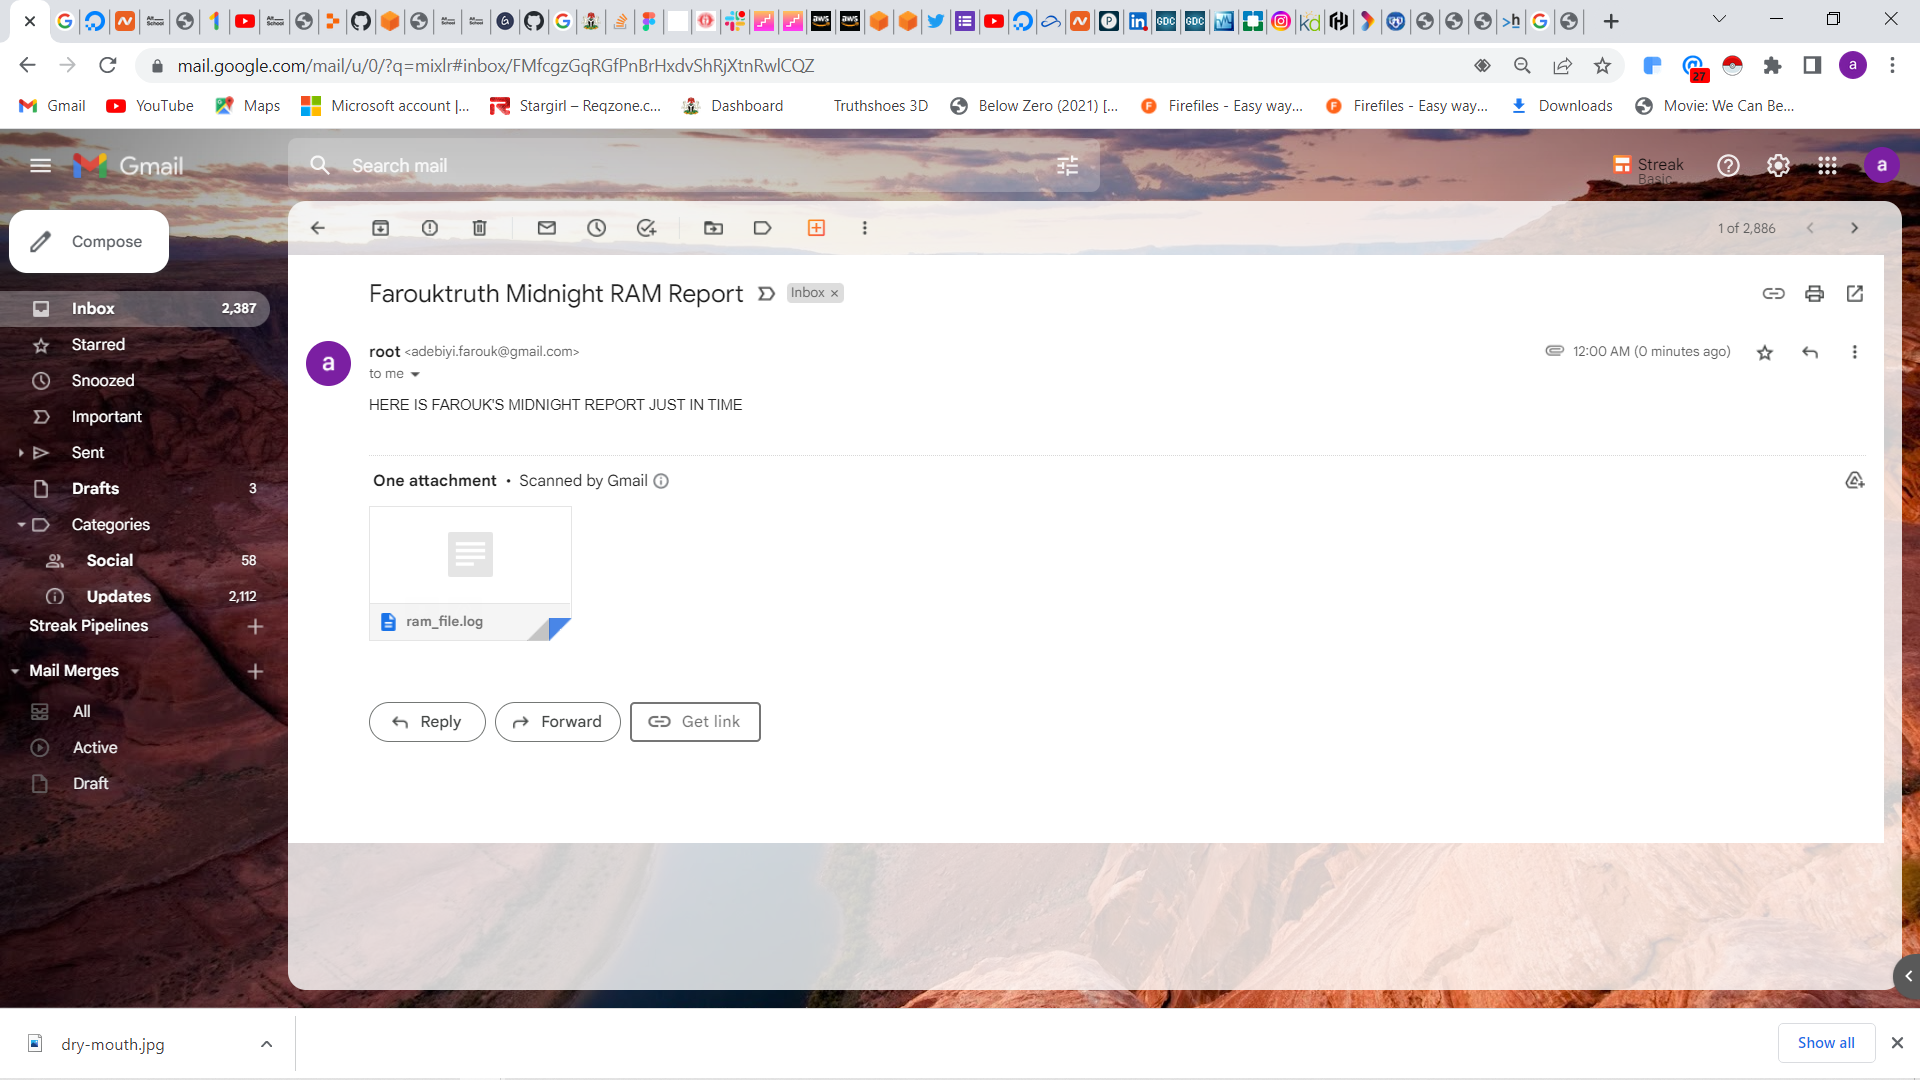 mail.google.com/mail/u/0/?q=mixlr#inbox/FMfcgzGqRGfPnBrHxdvShRjXtnRwlCQZ
27
a
Gmail
YouTube
Maps
Microsoft account |...
Stargirl – Reqzone.c...
Dashboard
Truthshoes 3D
Below Zero (2021) [...
Firefiles - Easy way...
Firefiles - Easy way...
Downloads
Movie: We Can Be...
Gmail
Search mail
Streak
Basic
a
Compose
1 of 2,886
Farouktruth Midnight RAM Report
Inbox ×
Inbox 2,387
Starred
Snoozed
Important
Sent
Drafts 3
Categories
Social 58
Updates 2,112
Streak Pipelines
Mail Merges
All
Active
Draft
a
root <adebiyi.farouk@gmail.com>
12:00 AM (0 minutes ago)
to me
HERE IS FAROUK'S MIDNIGHT REPORT JUST IN TIME
One attachment • Scanned by Gmail
ram_file.log
Reply
Forward
Get link
dry-mouth.jpg
Show all